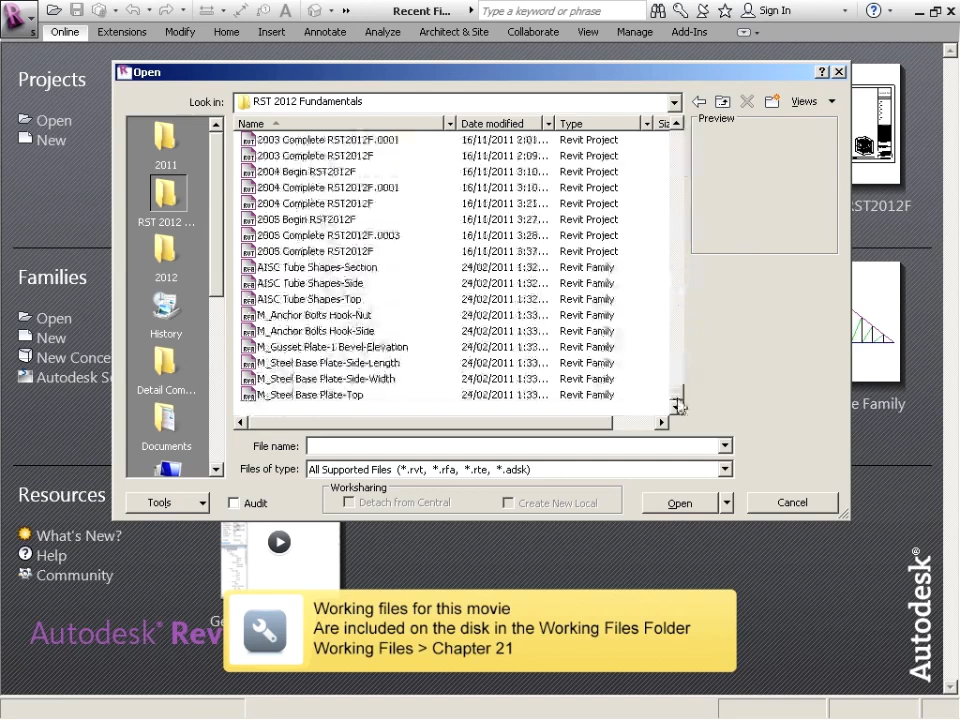 Recent Fi...
Type a keyword or phrase
Sign In
Online Extensions Modify Home Insert Annotate Analyze Architect & Site Collaborate View Manage Add-Ins
Projects
Open
New
Families
Open
New
New Conce
Autodesk S
Resources
What's New?
Help
Community
Autodesk® Rev
Open
Look in: RST 2012 Fundamentals
Views
2011
RST 2012 ...
2012
History
Detail Com...
Documents
Name Date modified Type Siz
2003 Complete RST2012F.0001 16/11/2011 2:01... Revit Project
2003 Complete RST2012F 16/11/2011 2:09... Revit Project
2004 Begin RST2012F 16/11/2011 3:10... Revit Project
2004 Complete RST2012F.0001 16/11/2011 3:10... Revit Project
2004 Complete RST2012F 16/11/2011 3:21... Revit Project
2005 Begin RST2012F 16/11/2011 3:27... Revit Project
2005 Complete RST2012F.0003 16/11/2011 3:28... Revit Project
2005 Complete RST2012F 16/11/2011 3:37... Revit Project
AISC Tube Shapes-Section 24/02/2011 1:32... Revit Family
AISC Tube Shapes-Side 24/02/2011 1:32... Revit Family
AISC Tube Shapes-Top 24/02/2011 1:32... Revit Family
M_Anchor Bolts Hook-Nut 24/02/2011 1:33... Revit Family
M_Anchor Bolts Hook-Side 24/02/2011 1:33... Revit Family
M_Gusset Plate-1 Bevel-Elevation 24/02/2011 1:33... Revit Family
M_Steel Base Plate-Side-Length 24/02/2011 1:33... Revit Family
M_Steel Base Plate-Side-Width 24/02/2011 1:33... Revit Family
M_Steel Base Plate-Top 24/02/2011 1:33... Revit Family
Preview
File name:
Files of type: All Supported Files (*.rvt, *.rfa, *.rte, *.adsk)
Tools
Audit
Worksharing
Detach from Central
Create New Local
Open
Cancel
RST2012F
e Family
Ge
Working files for this movie
Are included on the disk in the Working Files Folder
Working Files > Chapter 21
Autodesk®